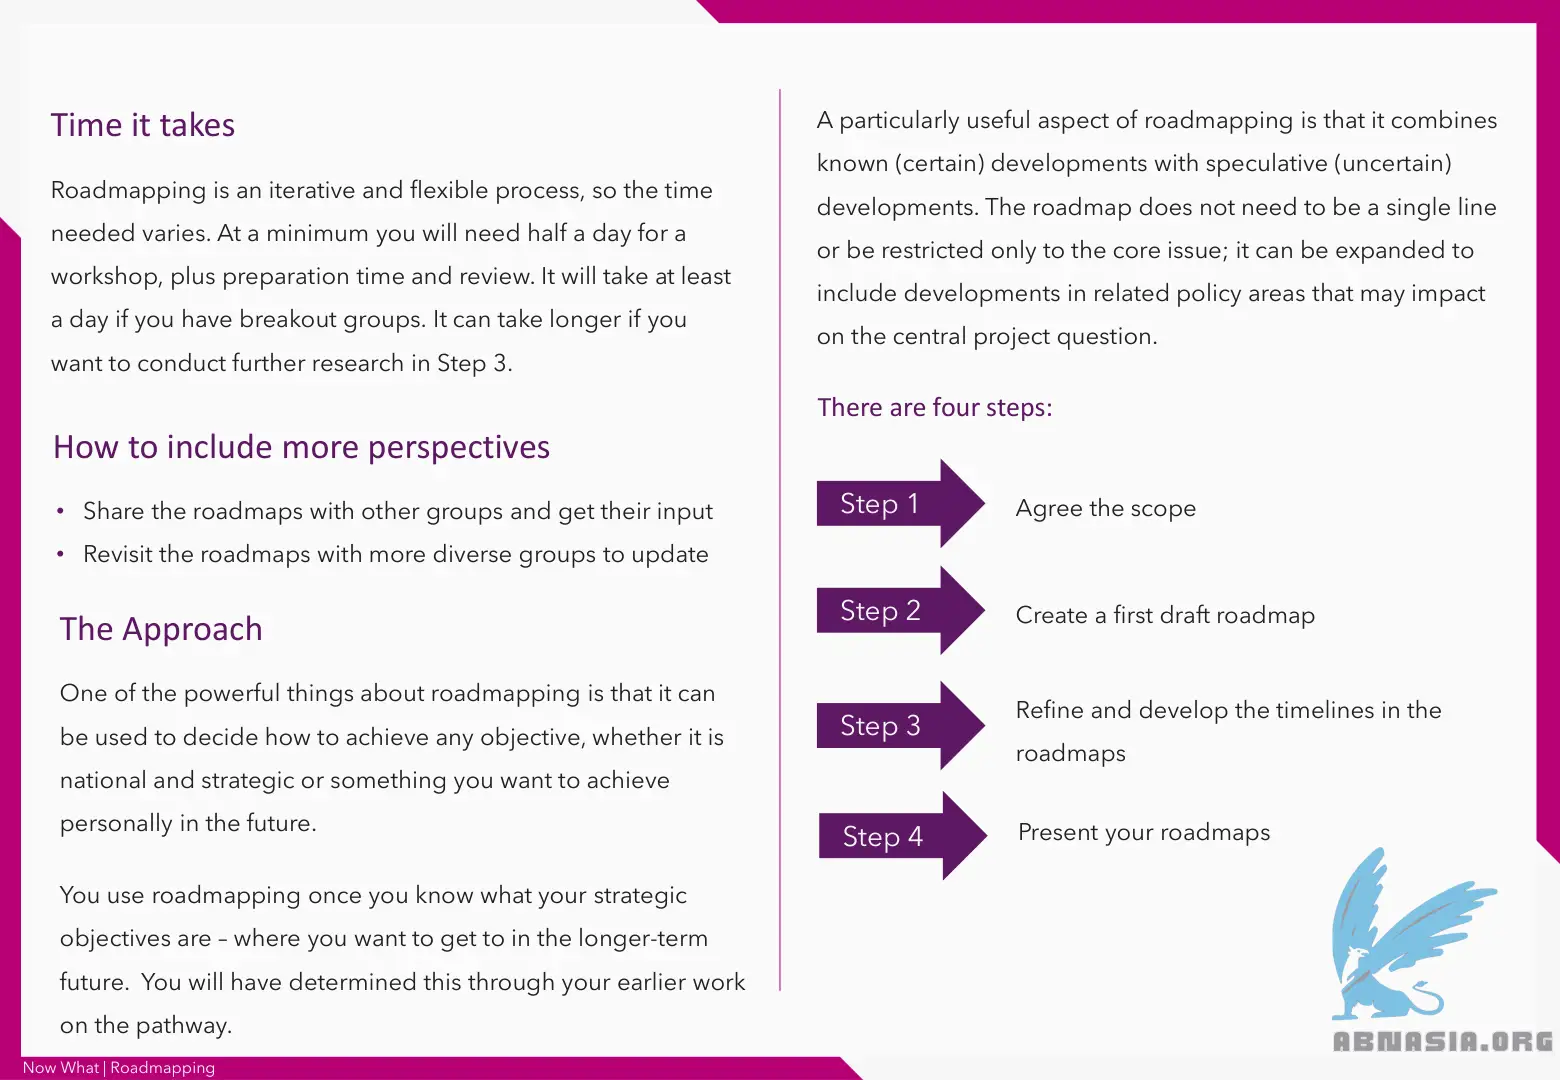 Time it takes
Roadmapping is an iterative and flexible process, so the time
needed varies. At a minimum you will need half a day for a
workshop, plus preparation time and review. It will take at least
a day if you have breakout groups. It can take longer if you
want to conduct further research in Step 3.
How to include more perspectives
• Share the roadmaps with other groups and get their input
• Revisit the roadmaps with more diverse groups to update
The Approach
One of the powerful things about roadmapping is that it can
be used to decide how to achieve any objective, whether it is
national and strategic or something you want to achieve
personally in the future.
You use roadmapping once you know what your strategic
objectives are – where you want to get to in the longer-term
future. You will have determined this through your earlier work
on the pathway.
A particularly useful aspect of roadmapping is that it combines
known (certain) developments with speculative (uncertain)
developments. The roadmap does not need to be a single line
or be restricted only to the core issue; it can be expanded to
include developments in related policy areas that may impact
on the central project question.
There are four steps:
Step 1 Agree the scope
Step 2 Create a first draft roadmap
Step 3 Refine and develop the timelines in the
roadmaps
Step 4 Present your roadmaps
ABNASIA.ORG
Now What | Roadmapping